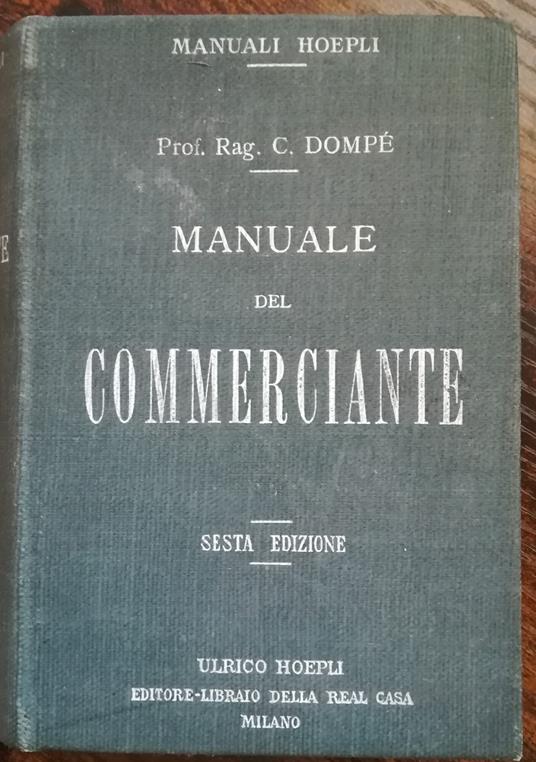 MANUALI HOEPLI
Prof. Rag. C. DOMPÉ
MANUALE
DEL
COMMERCIANTE
SESTA EDIZIONE
ULRICO HOEPLI
EDITORE-LIBRAIO DELLA REAL CASA
MILANO